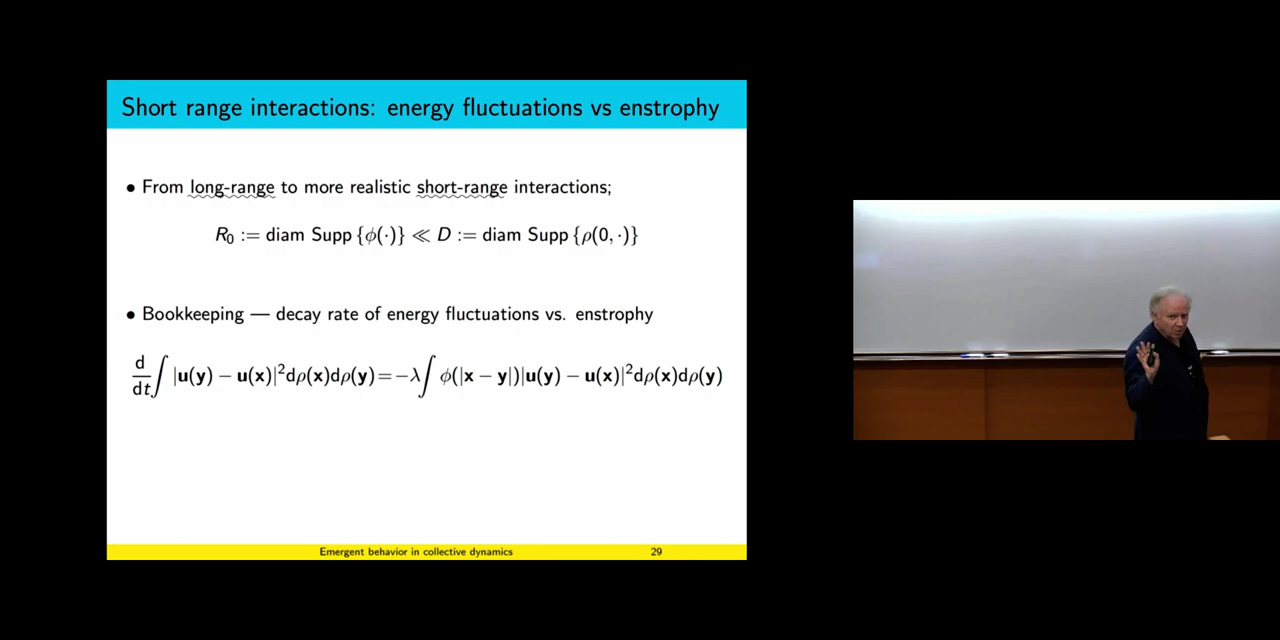 Short range interactions: energy fluctuations vs enstrophy
• From long-range to more realistic short-range interactions;
R₀ := diam Supp {ϕ(·)} ≪ D := diam Supp {ρ(0, ·)}
• Bookkeeping — decay rate of energy fluctuations vs. enstrophy
d/dt ∫ |u(y) − u(x)|²dρ(x)dρ(y) = −λ ∫ ϕ(|x − y|)|u(y) − u(x)|²dρ(x)dρ(y)
Emergent behavior in collective dynamics 29